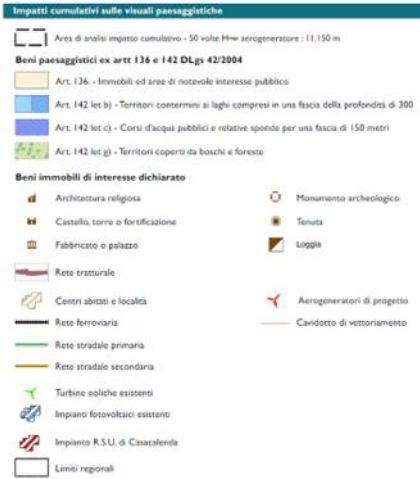 Impatti cumulativi sulle visuali paesaggistiche
Area di analisi impatto cumulativo - 50 volte Hmax aerogeneratore : 11.150 m
Beni paesaggistici ex artt 136 e 142 DLgs 42/2004
Art. 136. - Immobili ed aree di notevole interesse pubblico
Art. 142 let b) - Territori contermini ai laghi compresi in una fascia della profondità di 300
Art. 142 let c) - Corsi d'acqua pubblici e relative sponde per una fascia di 150 metri
Art. 142 let g) - Territori coperti da boschi e foreste
Beni immobili di interesse dichiarato
Architettura religiosa
Monumento archeologico
Castello, torre o fortificazione
Tenuta
Fabbricato o palazzo
Loggia
Rete tratturale
Centri abitati e località
Aerogeneratori di progetto
Rete ferroviaria
Cavidotto di vettoriamento
Rete stradale primaria
Rete stradale secondaria
Turbine eoliche esistenti
Impianti fotovoltaici esistenti
Impianto R.S.U. di Casacalenda
Limiti regionali